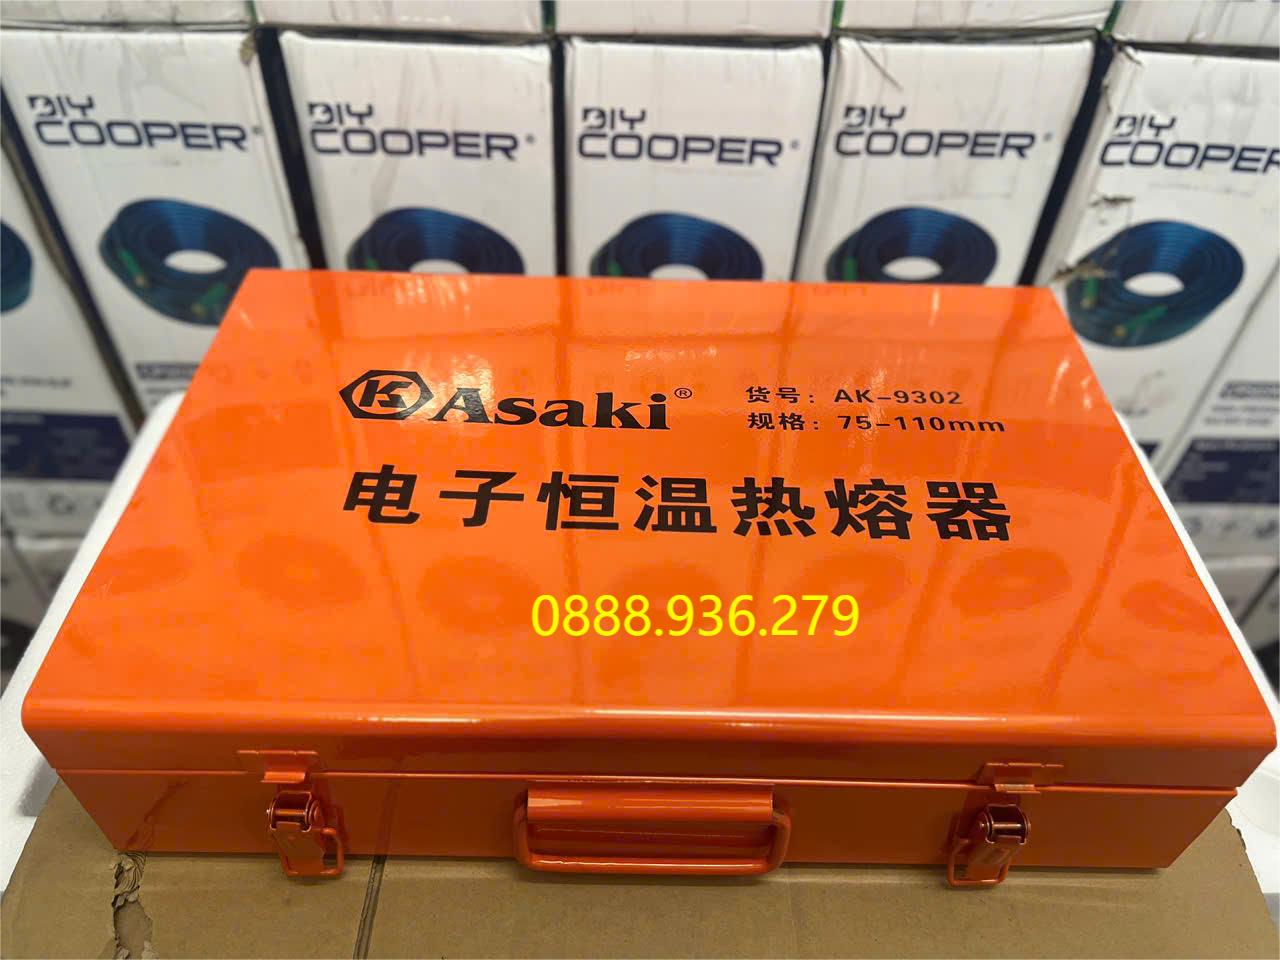 DIY
COOPER®
DIY
COOPER®
DIY
COOPER®
DIY
COOPER®
DIY
COOPER
Asaki®
货号: AK-9302
规格: 75-110mm
电子恒温热熔器
0888.936.279